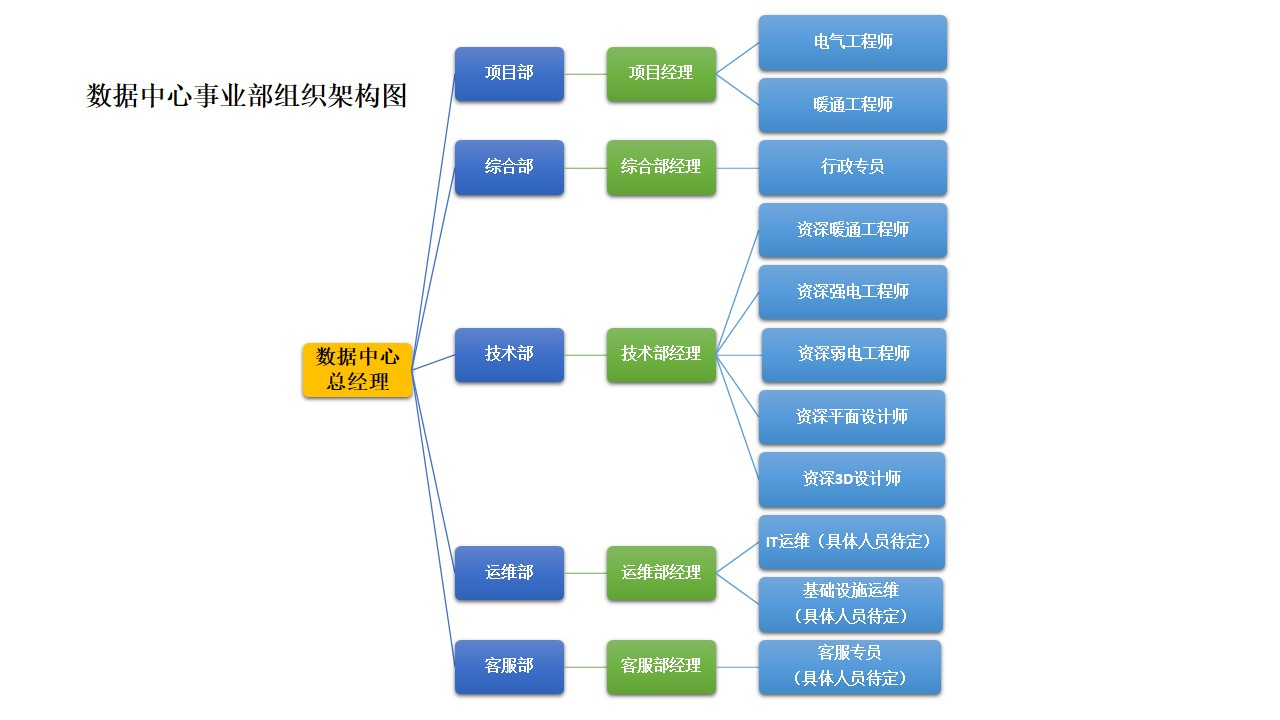 数据中心事业部组织架构图
数据中心
总经理
项目部
项目经理
电气工程师
暖通工程师
综合部
综合部经理
行政专员
技术部
技术部经理
资深暖通工程师
资深强电工程师
资深弱电工程师
资深平面设计师
资深3D设计师
运维部
运维部经理
IT运维（具体人员待定）
基础设施运维
（具体人员待定）
客服部
客服部经理
客服专员
（具体人员待定）